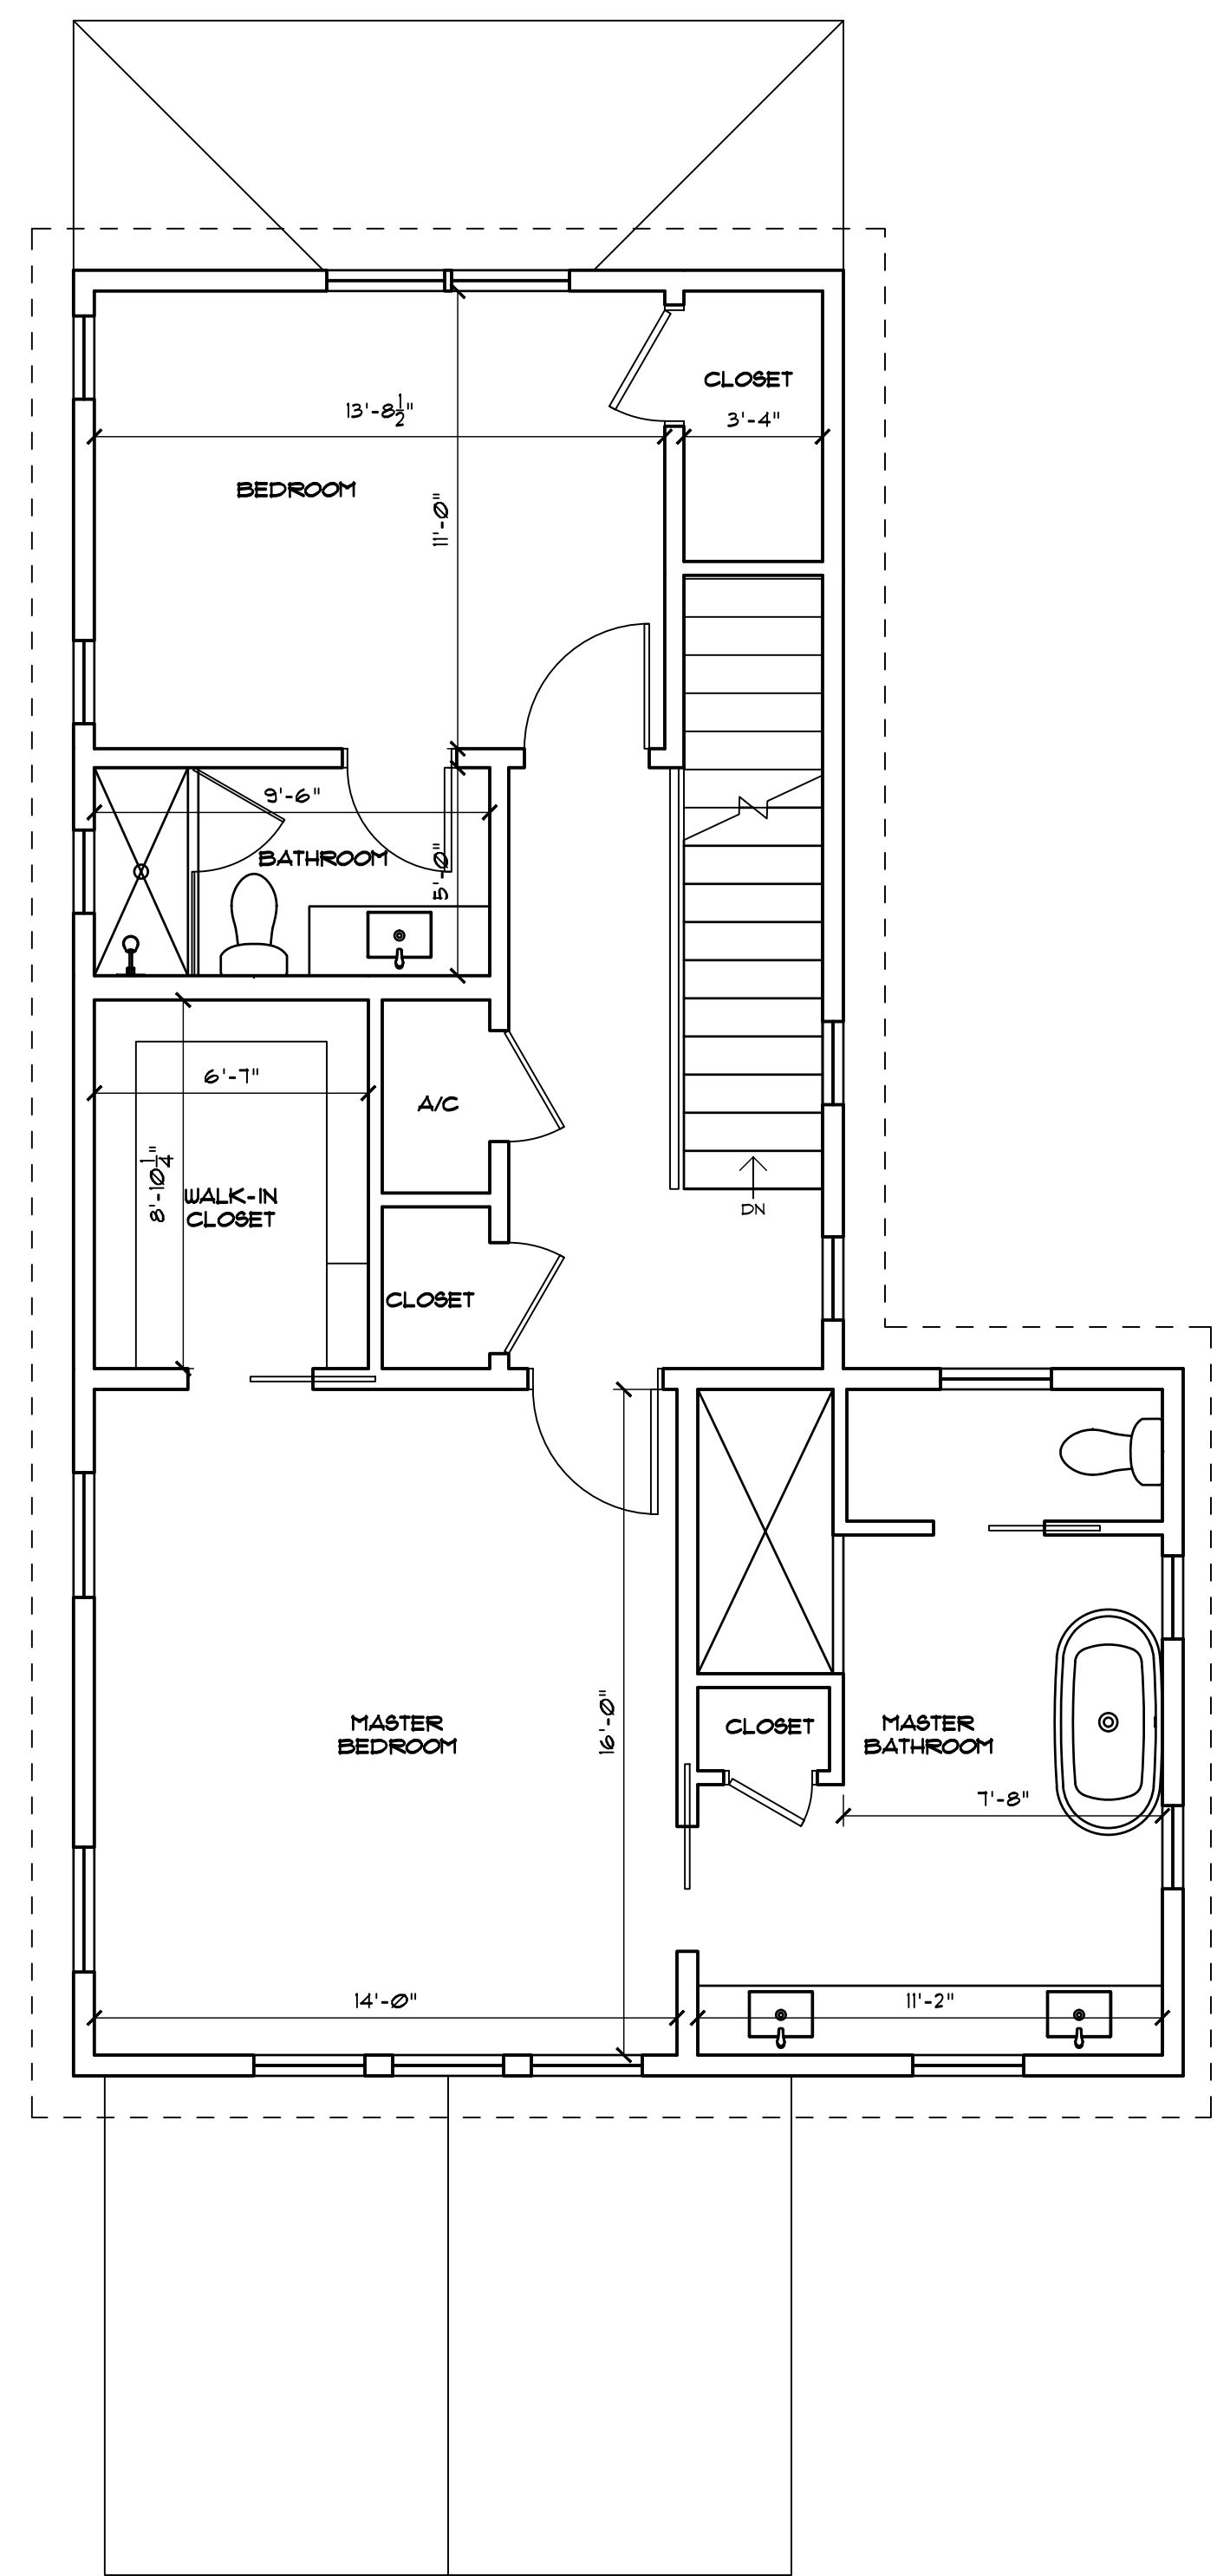 CLOSET
13'-8 1/2"
3'-4"
BEDROOM
11'-0"
9'-6"
BATHROOM
5'-0"
6'-7"
A/C
8'-10 1/4"
WALK-IN
CLOSET
DN
CLOSET
MASTER
BEDROOM
16'-0"
CLOSET
MASTER
BATHROOM
7'-8"
14'-0"
11'-2"